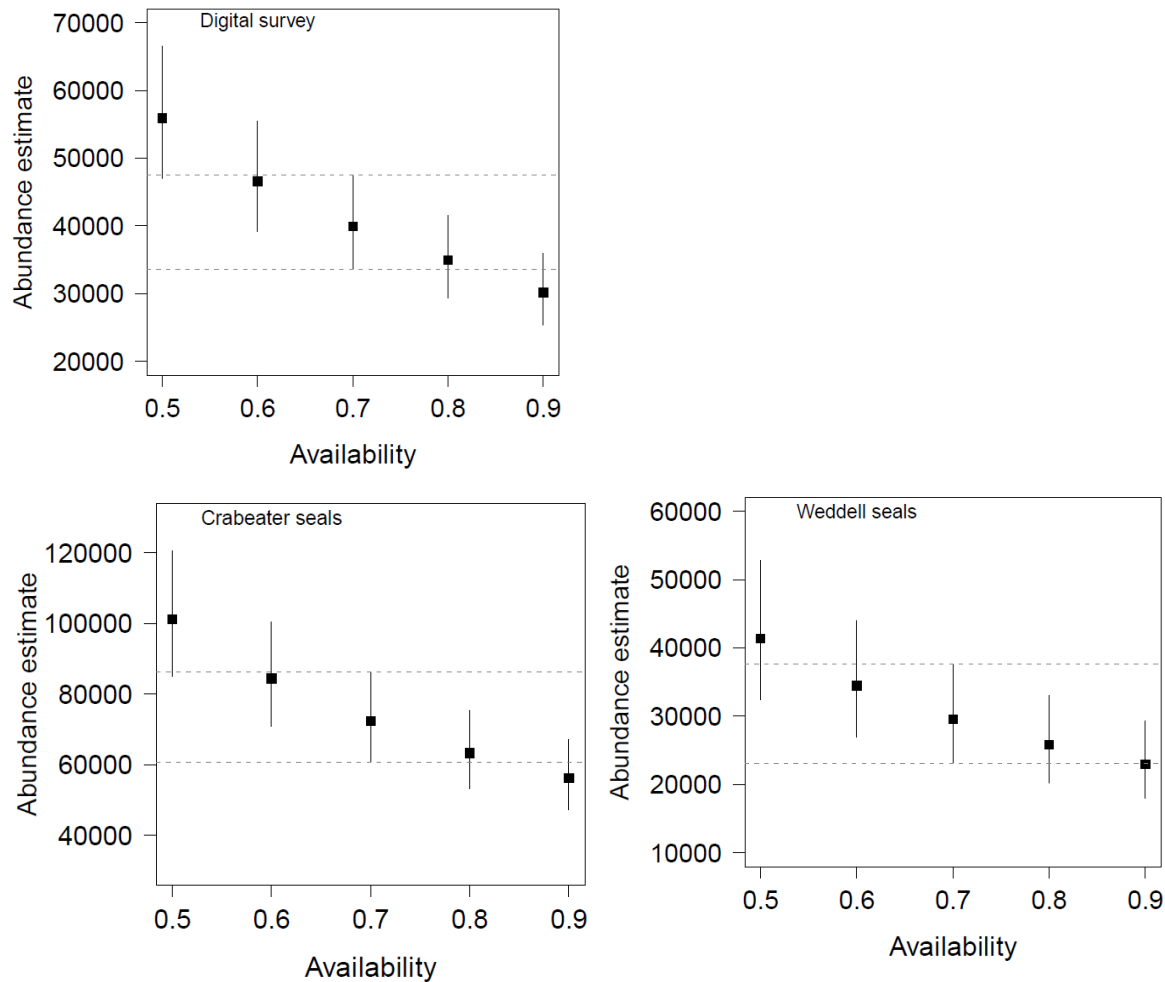 Digital survey
Abundance estimate
70000
60000
50000
40000
30000
20000
0.5 0.6 0.7 0.8 0.9
Availability
Crabeater seals
Abundance estimate
120000
100000
80000
60000
40000
0.5 0.6 0.7 0.8 0.9
Availability
Weddell seals
Abundance estimate
60000
50000
40000
30000
20000
10000
0.5 0.6 0.7 0.8 0.9
Availability